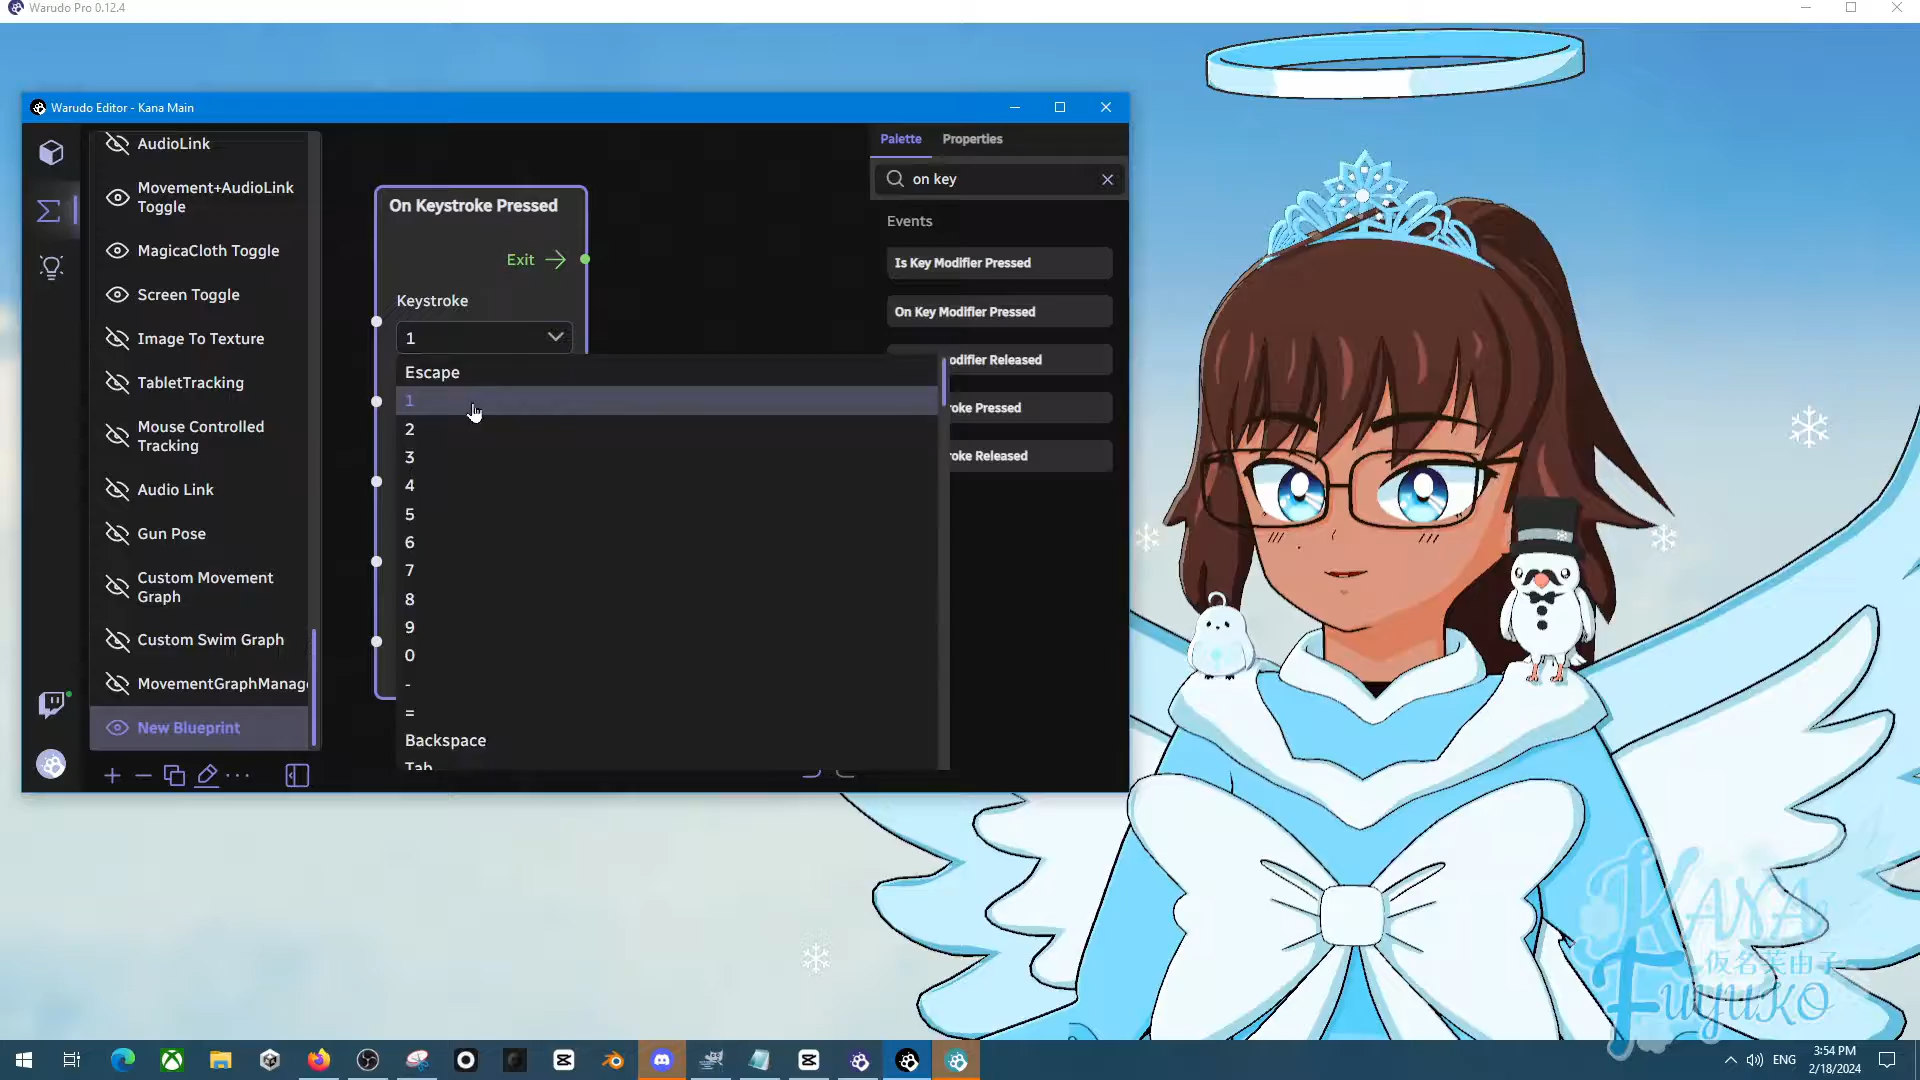 Warudo Pro 0.12.4
Warudo Editor - Kana Main
AudioLink
Movement+AudioLink
Toggle
MagicaCloth Toggle
Screen Toggle
Image To Texture
TabletTracking
Mouse Controlled
Tracking
Audio Link
Gun Pose
Custom Movement
Graph
Custom Swim Graph
MovementGraphManag
New Blueprint
On Keystroke Pressed
Exit
Keystroke
1
Escape
1
2
3
4
5
6
7
8
9
0
-
=
Backspace
Tab
Palette
Properties
on key
Events
Is Key Modifier Pressed
On Key Modifier Pressed
odifier Released
oke Pressed
oke Released
KANA
仮名芙由子
FUYUKO
ENG
3:54 PM
2/18/2024